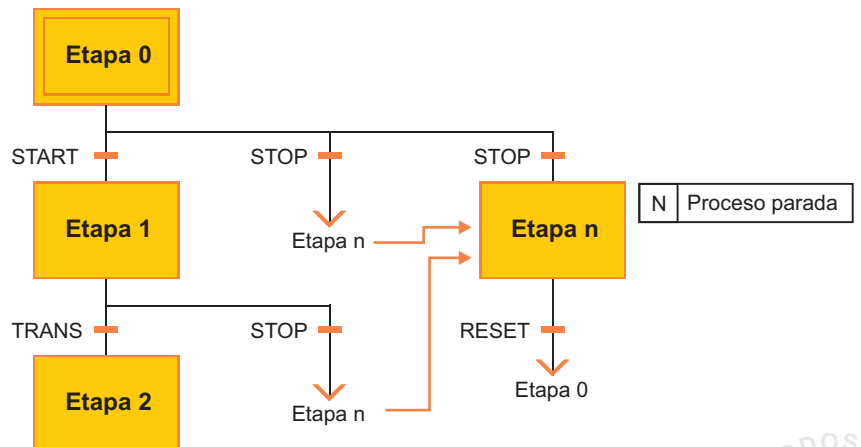 Etapa 0
START
STOP
STOP
Etapa 1
Etapa n
Etapa n
N Proceso parada
TRANS
STOP
RESET
Etapa 2
Etapa n
Etapa 0